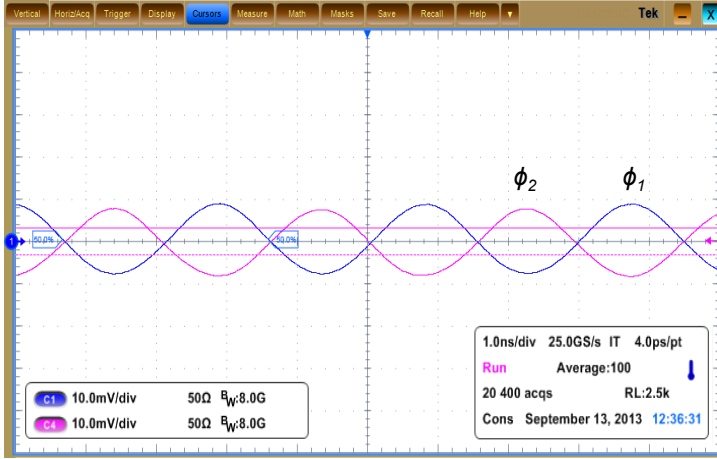 Vertical Horiz/Acq Trigger Display Cursors Measure Math Masks Save Recall Help ▼ Tek X
ϕ2 ϕ1
1 50.0% 50.0%
1.0ns/div 25.0GS/s IT 4.0ps/pt
Run Average:100
20 400 acqs RL:2.5k
Cons September 13, 2013 12:36:31
C1 10.0mV/div 50Ω BW:8.0G
C4 10.0mV/div 50Ω BW:8.0G